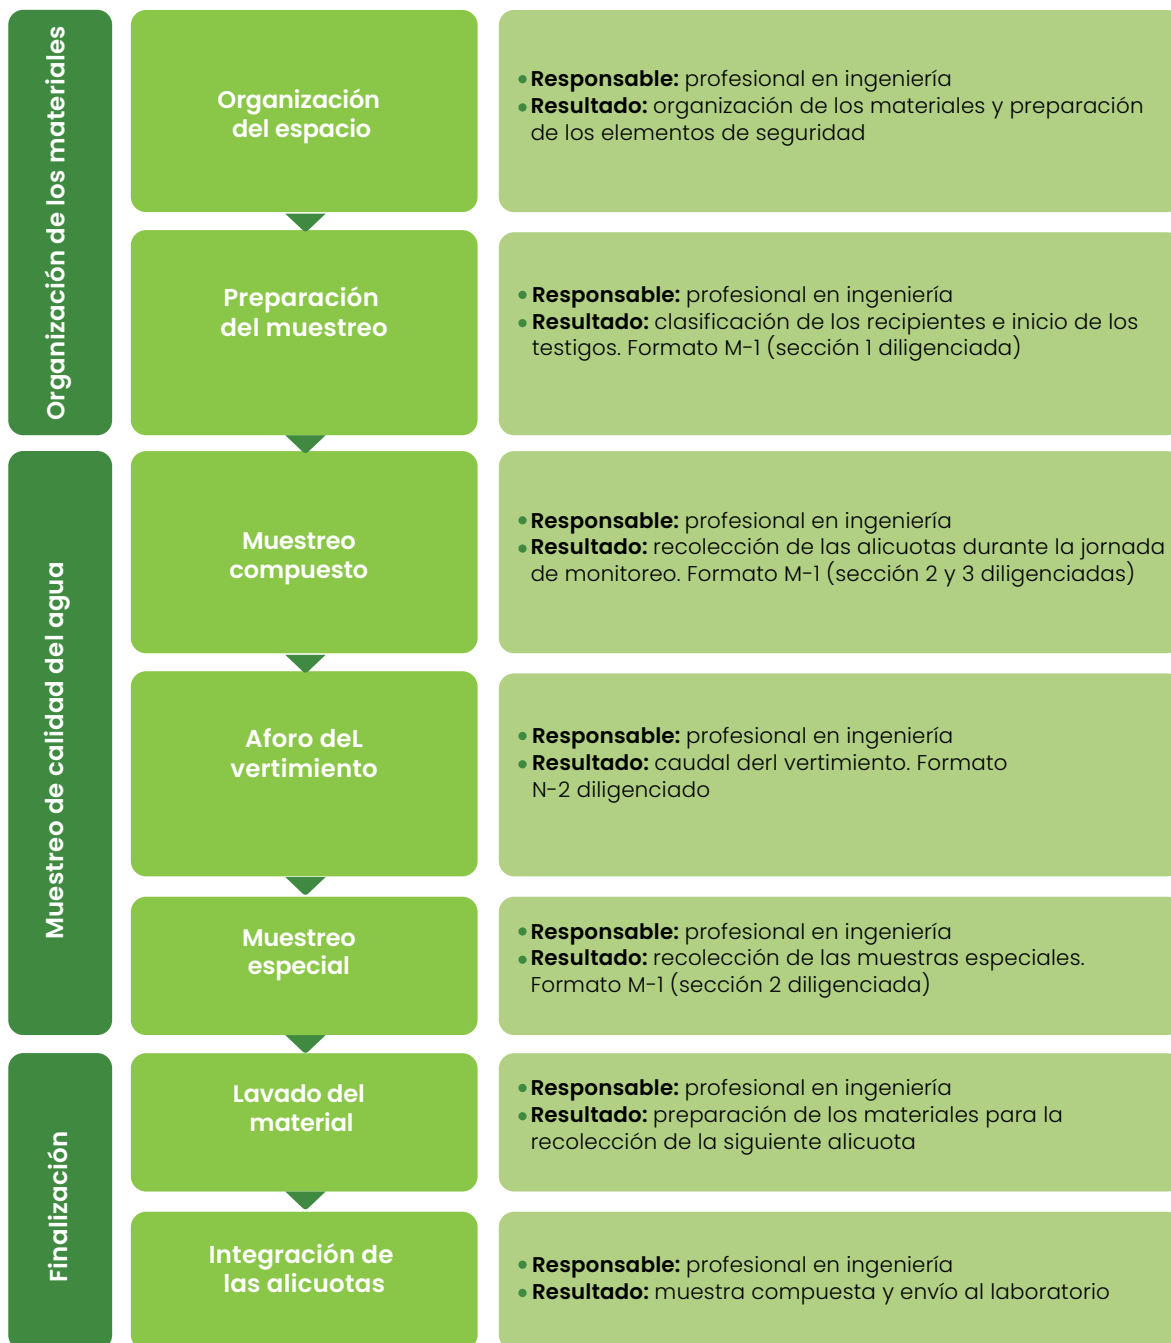 Organización de los materiales
Organización
del espacio
•Responsable: profesional en ingeniería
•Resultado: organización de los materiales y preparación
de los elementos de seguridad
Preparación
del muestreo
•Responsable: profesional en ingeniería
•Resultado: clasificación de los recipientes e inicio de los
testigos. Formato M-1 (sección 1 diligenciada)
Muestreo de calidad del agua
Muestreo
compuesto
•Responsable: profesional en ingeniería
•Resultado: recolección de las alicuotas durante la jornada
de monitoreo. Formato M-1 (sección 2 y 3 diligenciadas)
Aforo deL
vertimiento
•Responsable: profesional en ingeniería
•Resultado: caudal derl vertimiento. Formato
N-2 diligenciado
Muestreo
especial
•Responsable: profesional en ingeniería
•Resultado: recolección de las muestras especiales.
Formato M-1 (sección 2 diligenciada)
Finalización
Lavado del
material
•Responsable: profesional en ingeniería
•Resultado: preparación de los materiales para la
recolección de la siguiente alicuota
Integración de
las alicuotas
•Responsable: profesional en ingeniería
•Resultado: muestra compuesta y envío al laboratorio